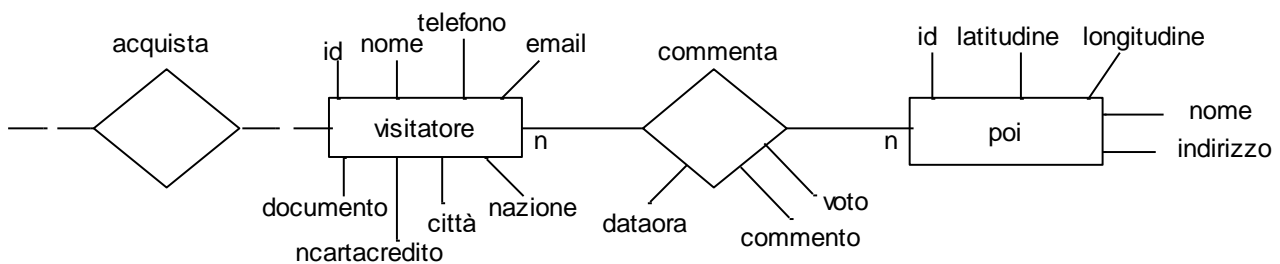 acquista
id
nome
telefono
email
visitatore
documento
ncartacredito
città
nazione
n
commenta
dataora
commento
voto
n
id
latitudine
longitudine
poi
nome
indirizzo